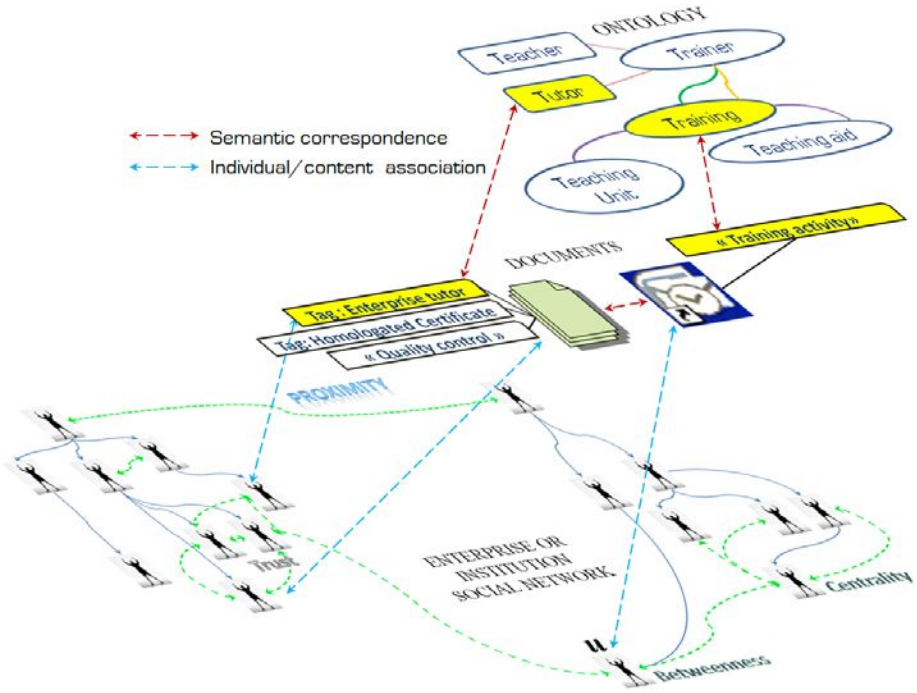 ONTOLOGY
Teacher
Trainer
Tutor
Training
Teaching aid
Teaching
Unit
Semantic correspondence
Individual/content association
« Training activity»
DOCUMENTS
Tag : Enterprise tutor
Tag: Homologated Certificate
« Quality control »
PROXIMITY
Trust
ENTERPRISE OR
INSTITUTION
SOCIAL NETWORK
Centrality
u
Betweenness